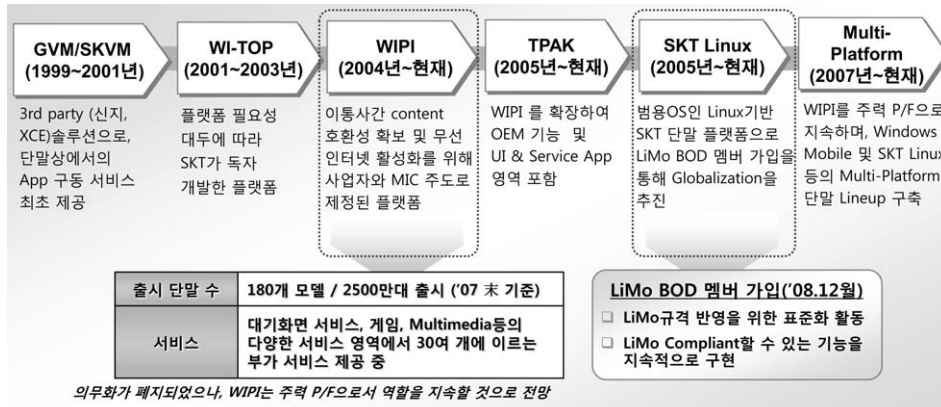 GVM/SKVM
(1999~2001년)
WI-TOP
(2001~2003년)
WIPI
(2004년~현재)
TPAK
(2005년~현재)
SKT Linux
(2005년~현재)
Multi-
Platform
(2007년~현재)
3rd party (신지,
XCE)솔루션으로,
단말상에서의
App 구동 서비스
최초 제공
플랫폼 필요성
대두에 따라
SKT가 독자
개발한 플랫폼
이통사간 content
호환성 확보 및 무선
인터넷 활성화를 위해
사업자와 MIC 주도로
제정된 플랫폼
WIPI 를 확장하여
OEM 기능 및
UI & Service App
영역 포함
범용OS인 Linux기반
SKT 단말 플랫폼으로
LiMo BOD 멤버 가입을
통해 Globalization을
추진
WIPI를 주력 P/F으로
지속하며, Windows
Mobile 및 SKT Linux
등의 Multi-Platform
단말 Lineup 구축
출시 단말 수
180개 모델 / 2500만대 출시 ('07 末 기준)
서비스
대기화면 서비스, 게임, Multimedia등의
다양한 서비스 영역에서 30여 개에 이르는
부가 서비스 제공 중
LiMo BOD 멤버 가입('08.12월)
❑ LiMo규격 반영을 위한 표준화 활동
❑ LiMo Compliant할 수 있는 기능을
지속적으로 구현
의무화가 폐지되었으나, WIPI는 주력 P/F으로서 역할을 지속할 것으로 전망